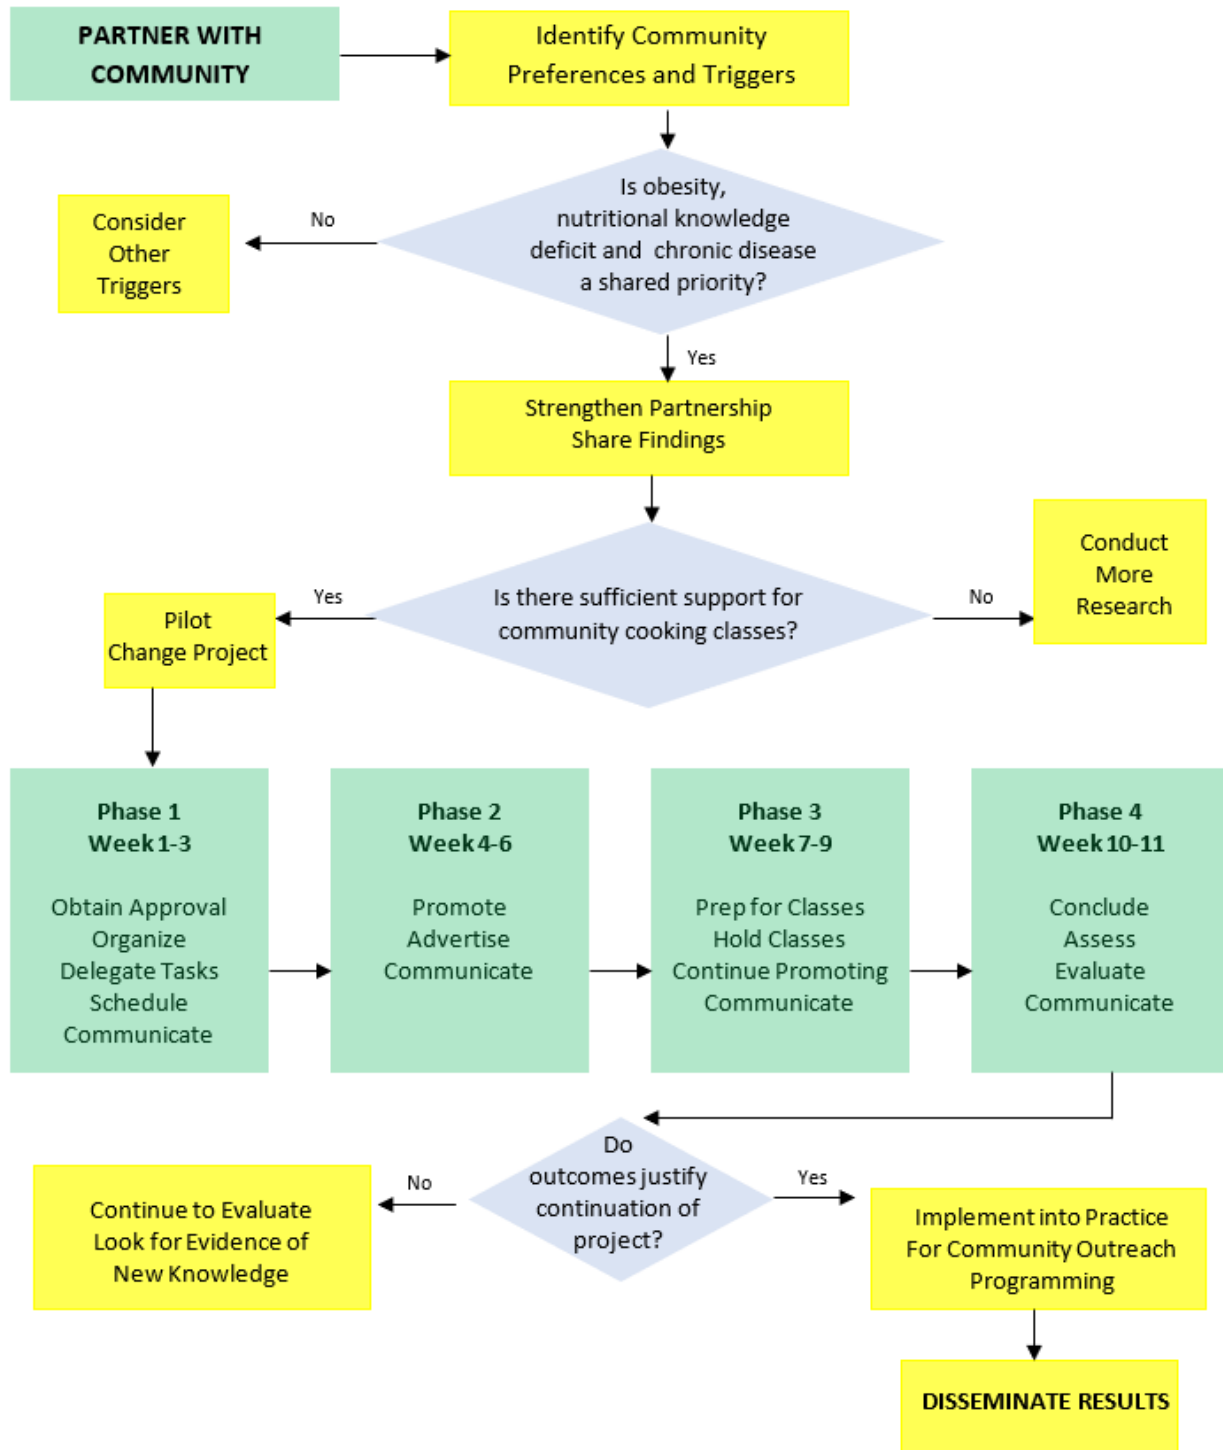 PARTNER WITH
COMMUNITY
Identify Community
Preferences and Triggers
Is obesity,
nutritional knowledge
deficit and chronic disease
a shared priority?
No
Consider
Other
Triggers
Yes
Strengthen Partnership
Share Findings
Is there sufficient support for
community cooking classes?
Yes
Pilot
Change Project
No
Conduct
More
Research
Phase 1
Week 1-3
Obtain Approval
Organize
Delegate Tasks
Schedule
Communicate
Phase 2
Week 4-6
Promote
Advertise
Communicate
Phase 3
Week 7-9
Prep for Classes
Hold Classes
Continue Promoting
Communicate
Phase 4
Week 10-11
Conclude
Assess
Evaluate
Communicate
Do
outcomes justify
continuation of
project?
No
Continue to Evaluate
Look for Evidence of
New Knowledge
Yes
Implement into Practice
For Community Outreach
Programming
DISSEMINATE RESULTS